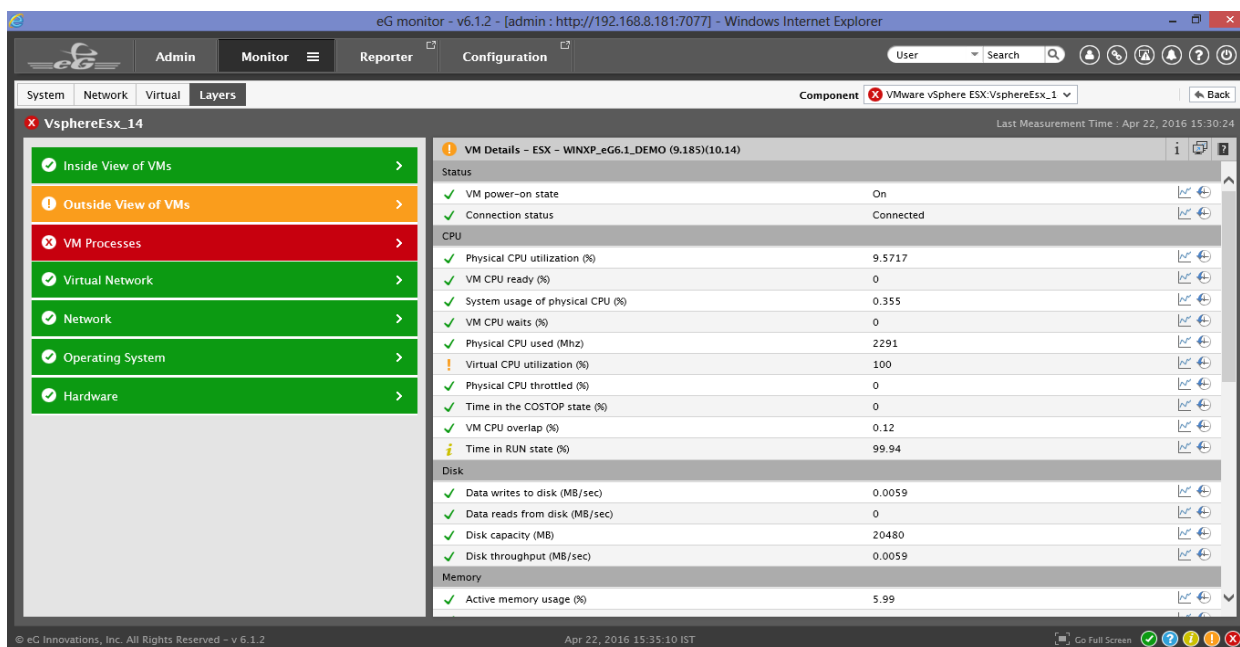 eG monitor - v6.1.2 - [admin : http://192.168.8.181:7077] - Windows Internet Explorer
eG Admin Monitor Reporter Configuration User Search
System Network Virtual Layers Component VMware vSphere ESX:VsphereEsx_1 Back
VsphereEsx_14 Last Measurement Time : Apr 22, 2016 15:30:24
Inside View of VMs
Outside View of VMs
VM Processes
Virtual Network
Network
Operating System
Hardware
VM Details - ESX - WINXP_eG6.1_DEMO (9.185)(10.14)
Status
VM power-on state On
Connection status Connected
CPU
Physical CPU utilization (%) 9.5717
VM CPU ready (%) 0
System usage of physical CPU (%) 0.355
VM CPU waits (%) 0
Physical CPU used (Mhz) 2291
Virtual CPU utilization (%) 100
Physical CPU throttled (%) 0
Time in the COSTOP state (%) 0
VM CPU overlap (%) 0.12
Time in RUN state (%) 99.94
Disk
Data writes to disk (MB/sec) 0.0059
Data reads from disk (MB/sec) 0
Disk capacity (MB) 20480
Disk throughput (MB/sec) 0.0059
Memory
Active memory usage (%) 5.99
© eG Innovations, Inc. All Rights Reserved - v 6.1.2 Apr 22, 2016 15:35:10 IST Go Full Screen